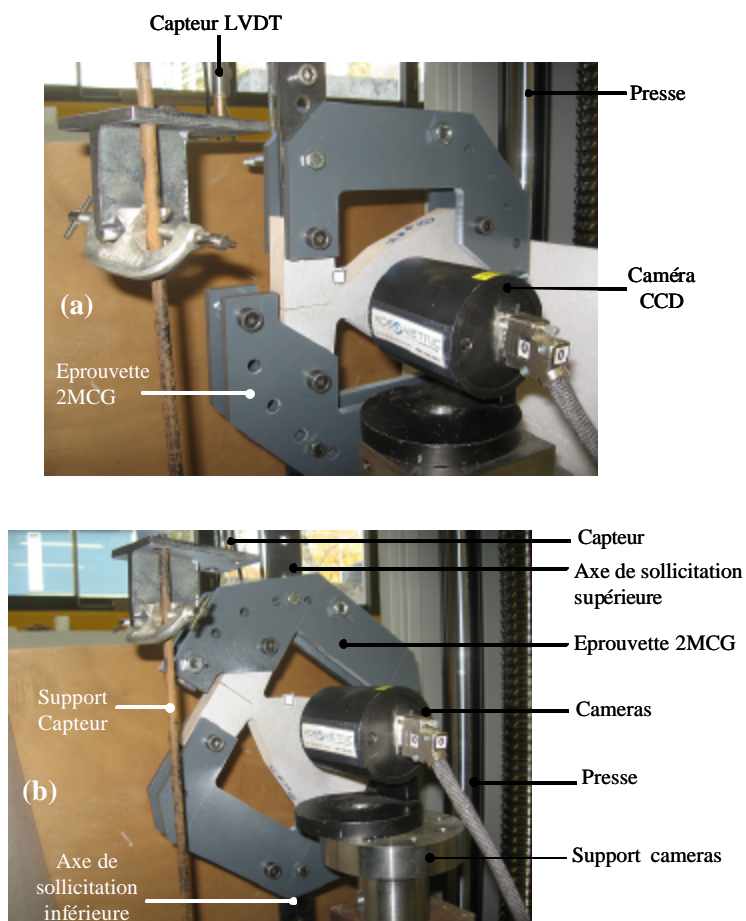 Capteur LVDT
Presse
Caméra
CCD
(a)
Eprouvette
2MCG
Capteur
Axe de sollicitation
supérieure
Eprouvette 2MCG
Support
Capteur
Cameras
Presse
(b)
Support cameras
Axe de
sollicitation
inférieure